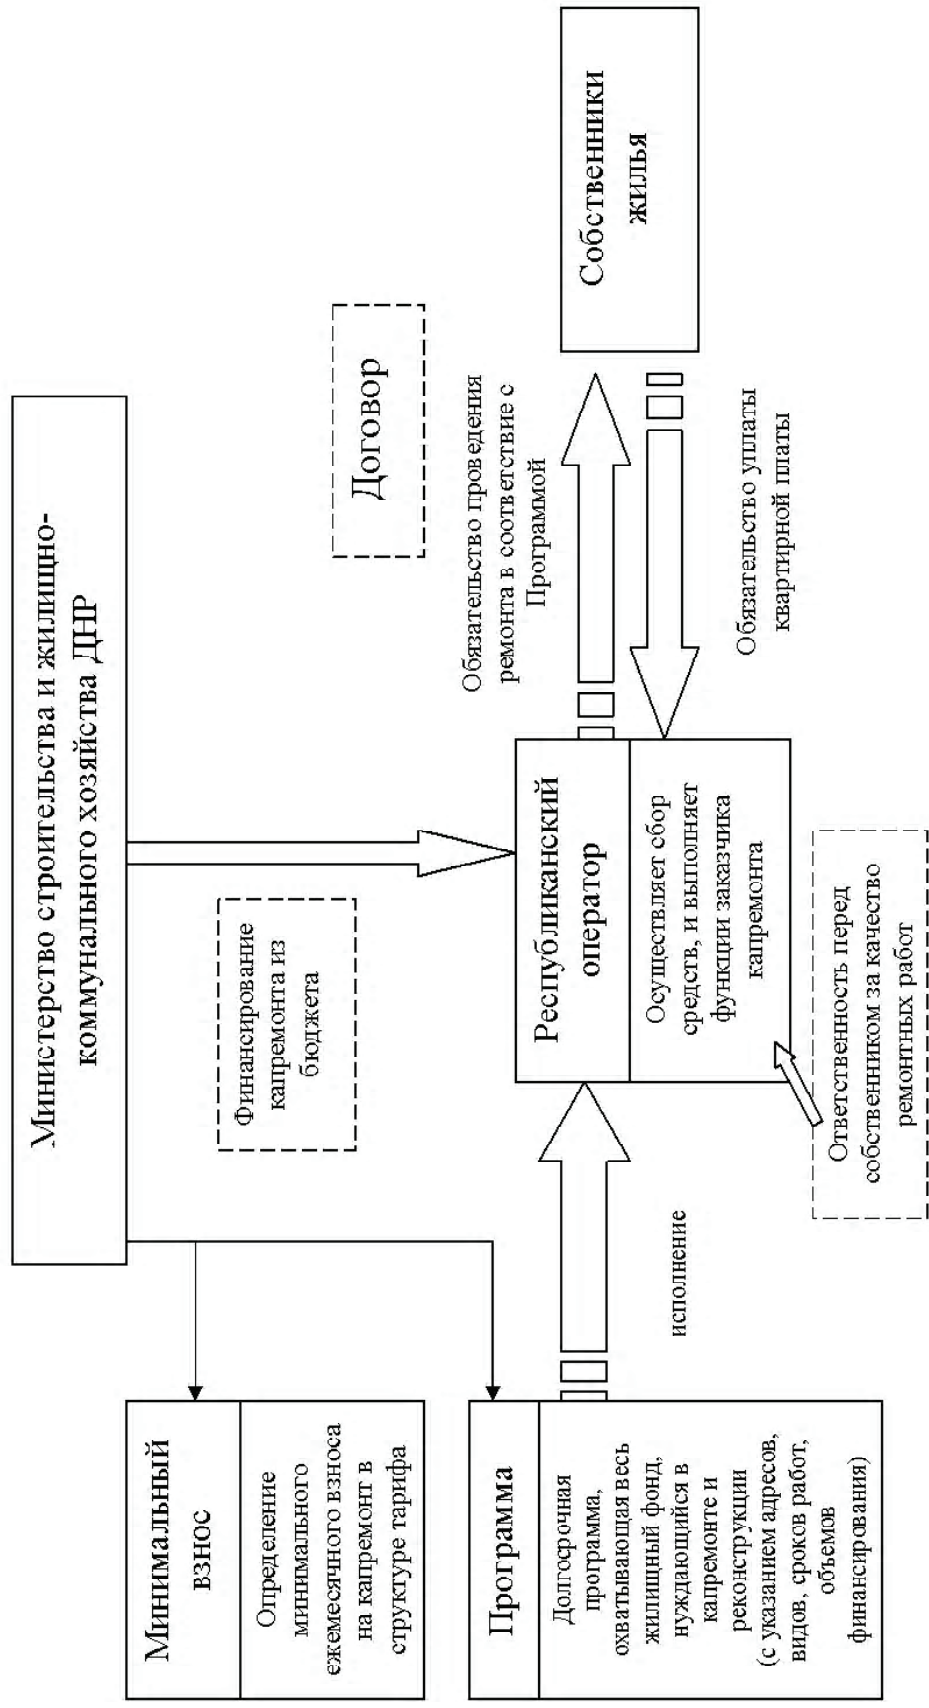 Министерство строительства и жилищно-
коммунального хозяйства ДНР
Минимальный
взнос
Определение
минимального
ежемесячного взноса
на капремонт в
структуре тарифа
Финансирование
капремонта из
бюджета
Договор
Программа
Долгосрочная
программа,
охватывающая весь
жилищный фонд,
нуждающийся в
капремонте и
реконструкции
(с указанием адресов,
видов, сроков работ,
объемов
финансирования)
исполнение
Республиканский
оператор
Осуществляет сбор
средств, и выполняет
функции заказчика
капремонта
Обязательство проведения
ремонта в соответствие с
Программой
Обязательство уплаты
квартирной платы
Собственники
жилья
Ответственность перед
собственником за качество
ремонтных работ